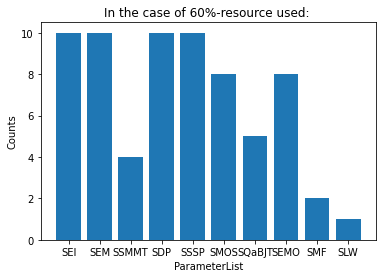 In the case of 60%-resource used:
10
8
6
4
2
0
Counts
SEI SEM SSMMT SDP SSSP SMOS SQaBJT SEMO SMF SLW
ParameterList